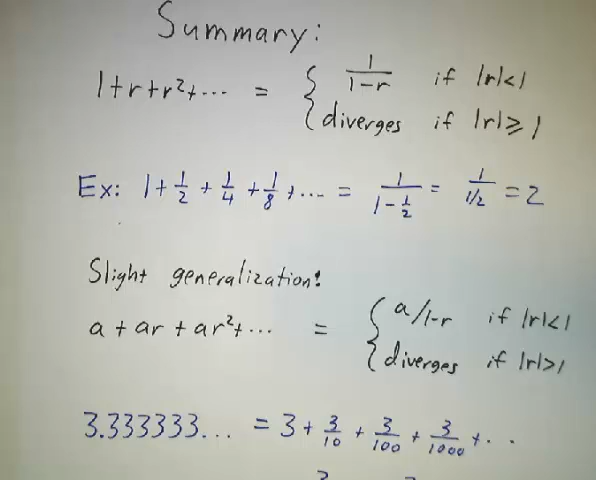 Summary:
1+r+r²+... = { 1/(1-r) if |r|<1
{ diverges if |r|≥1
Ex: 1+1/2+1/4+1/8+... = 1/(1-1/2) = 1/(1/2) = 2
Slight generalization!
a+ar+ar²+... = { a/1-r if |r|<1
{ diverges if |r|>1
3.333333... = 3+3/10+3/100+3/1000+...